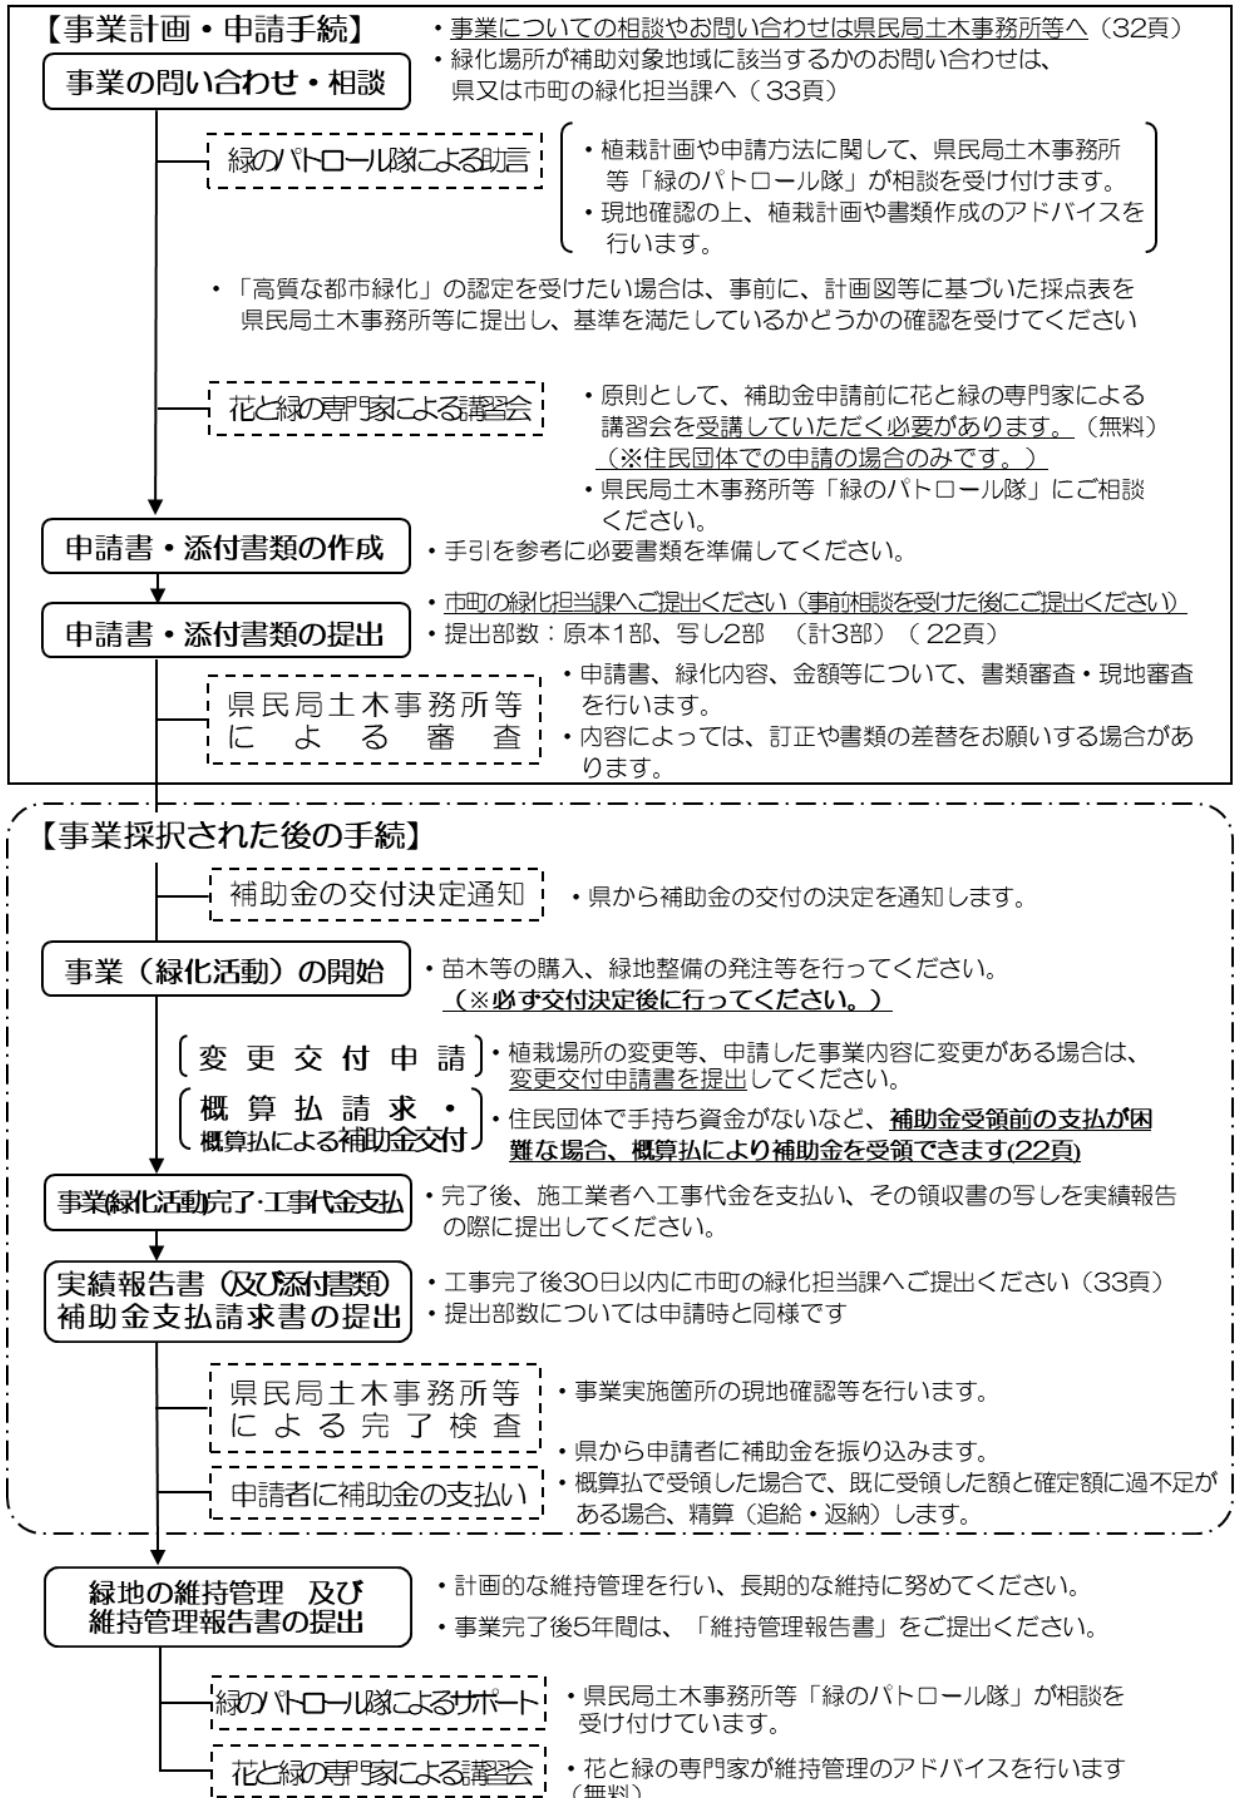 【事業計画・申請手続】
・事業についての相談やお問い合わせは県民局土木事務所等へ（32頁）
事業の問い合わせ・相談
・緑化場所が補助対象地域に該当するかのお問い合わせは、
県又は市町の緑化担当課へ（33頁）
緑のパトロール隊による助言
・植栽計画や申請方法に関して、県民局土木事務所
等「緑のパトロール隊」が相談を受け付けます。
・現地確認の上、植栽計画や書類作成のアドバイスを
行います。
・「高質な都市緑化」の認定を受けたい場合は、事前に、計画図等に基づいた採点表を
県民局土木事務所等に提出し、基準を満たしているかどうかの確認を受けてください
花と緑の専門家による講習会
・原則として、補助金申請前に花と緑の専門家による
講習会を受講していただく必要があります。（無料）
（※住民団体での申請の場合のみです。）
・県民局土木事務所等「緑のパトロール隊」にご相談
ください。
申請書・添付書類の作成
・手引を参考に必要書類を準備してください。
申請書・添付書類の提出
・市町の緑化担当課へご提出ください（事前相談を受けた後にご提出ください）
・提出部数：原本1部、写し2部　（計3部）（22頁）
県民局土木事務所等
による審査
・申請書、緑化内容、金額等について、書類審査・現地審査
を行います。
・内容によっては、訂正や書類の差替をお願いする場合があ
ります。
【事業採択された後の手続】
補助金の交付決定通知
・県から補助金の交付の決定を通知します。
事業（緑化活動）の開始
・苗木等の購入、緑地整備の発注等を行ってください。
（※必ず交付決定後に行ってください。）
変更交付申請
・植栽場所の変更等、申請した事業内容に変更がある場合は、
変更交付申請書を提出してください。
概算払請求・
概算払による補助金交付
・住民団体で手持ち資金がないなど、補助金受領前の支払が困
難な場合、概算払により補助金を受領できます(22頁)
事業(緑化活動)完了・工事代金支払
・完了後、施工業者へ工事代金を支払い、その領収書の写しを実績報告
の際に提出してください。
実績報告書（及び添付書類）
補助金支払請求書の提出
・工事完了後30日以内に市町の緑化担当課へご提出ください（33頁）
・提出部数については申請時と同様です
県民局土木事務所等
による完了検査
・事業実施箇所の現地確認等を行います。
申請者に補助金の支払い
・県から申請者に補助金を振り込みます。
・概算払で受領した場合で、既に受領した額と確定額に過不足が
ある場合、精算（追給・返納）します。
緑地の維持管理　及び
維持管理報告書の提出
・計画的な維持管理を行い、長期的な維持に努めてください。
・事業完了後5年間は、「維持管理報告書」をご提出ください。
緑のパトロール隊によるサポート
・県民局土木事務所等「緑のパトロール隊」が相談を
受け付けています。
花と緑の専門家による講習会
・花と緑の専門家が維持管理のアドバイスを行います
（無料）